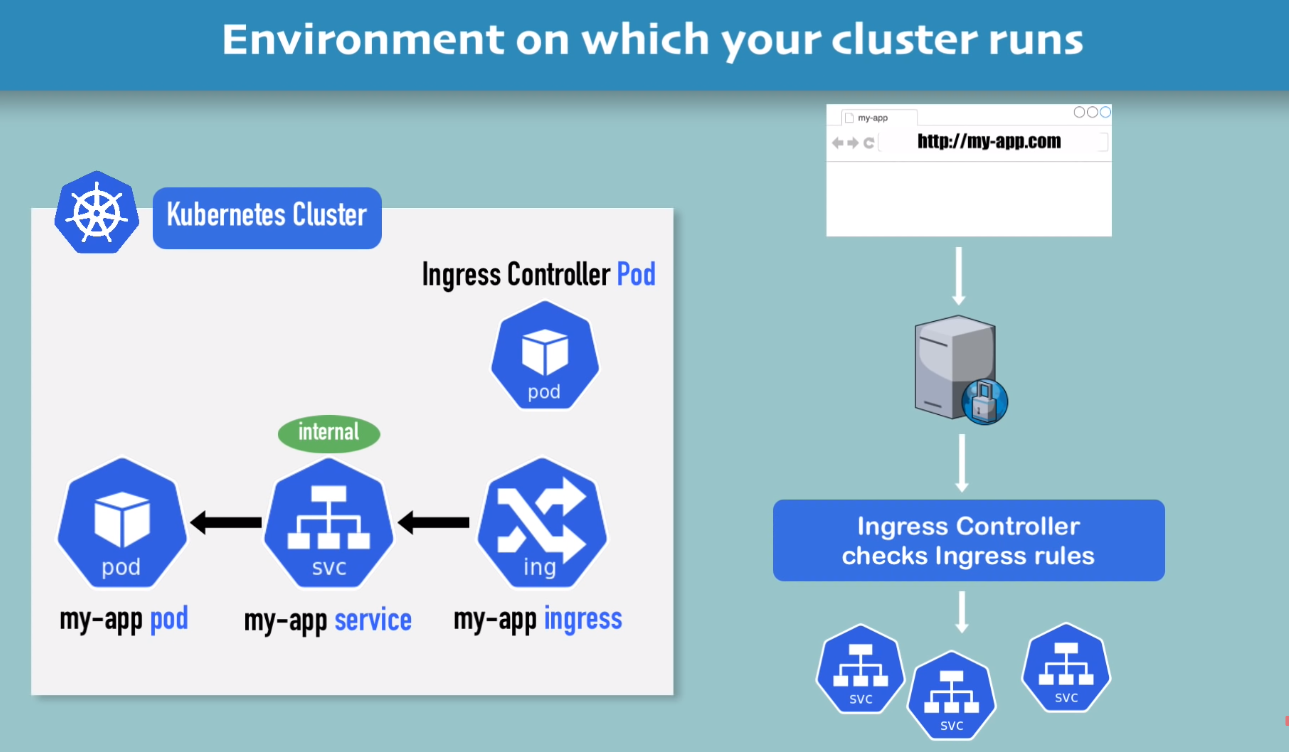 Environment on which your cluster runs
my-app
http://my-app.com
Kubernetes Cluster
Ingress Controller Pod
pod
internal
pod
svc
ing
my-app pod
my-app service
my-app ingress
Ingress Controller
checks Ingress rules
svc
svc
svc